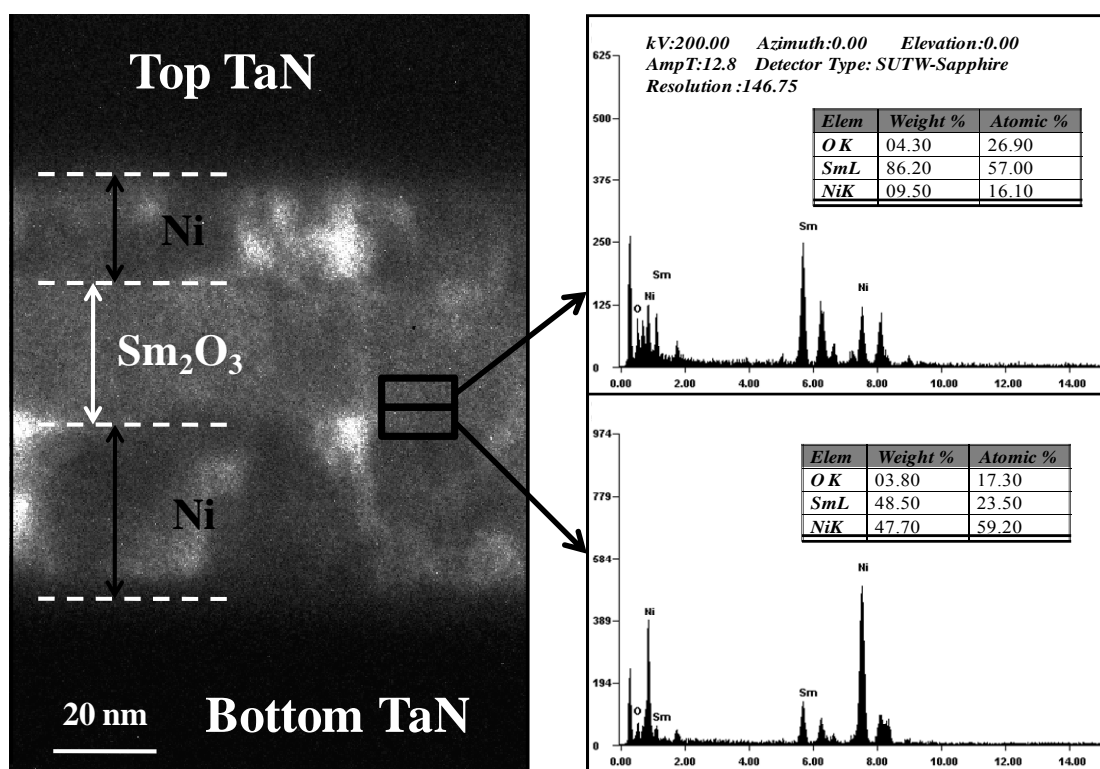 Top TaN
Ni
Sm2O3
Ni
20 nm
Bottom TaN
kV:200.00 Azimuth:0.00 Elevation:0.00
AmpT:12.8 Detector Type: SUTW-Sapphire
Resolution :146.75
625
500
375
250
125
0
Elem Weight % Atomic %
O K 04.30 26.90
SmL 86.20 57.00
NiK 09.50 16.10
O
Ni
Sm
Sm
Ni
0.00 2.00 4.00 6.00 8.00 10.00 12.00 14.00
974
779
584
389
194
0
Elem Weight % Atomic %
O K 03.80 17.30
SmL 48.50 23.50
NiK 47.70 59.20
O
Ni
Sm
Sm
Ni
0.00 2.00 4.00 6.00 8.00 10.00 12.00 14.00